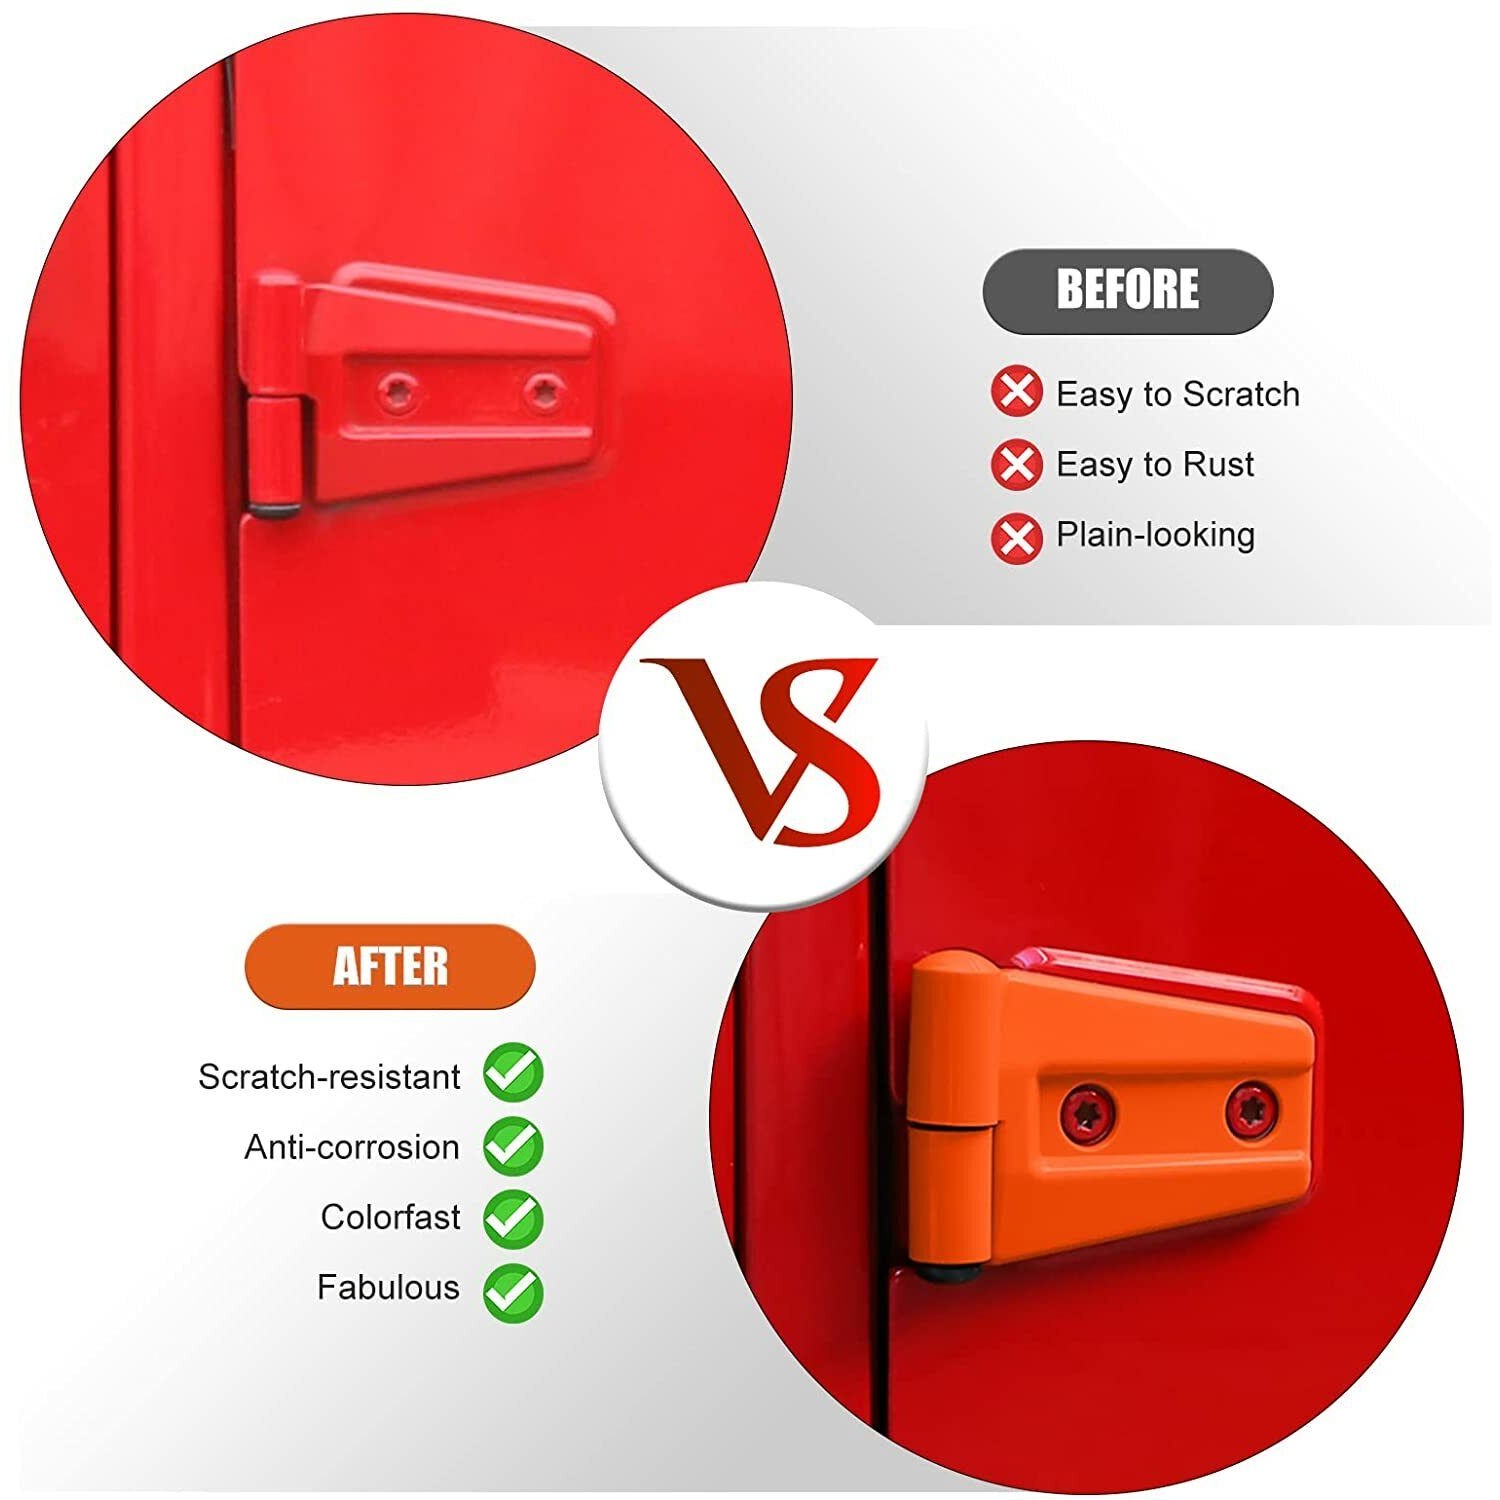 BEFORE
Easy to Scratch
Easy to Rust
Plain-looking
VS
AFTER
Scratch-resistant
Anti-corrosion
Colorfast
Fabulous